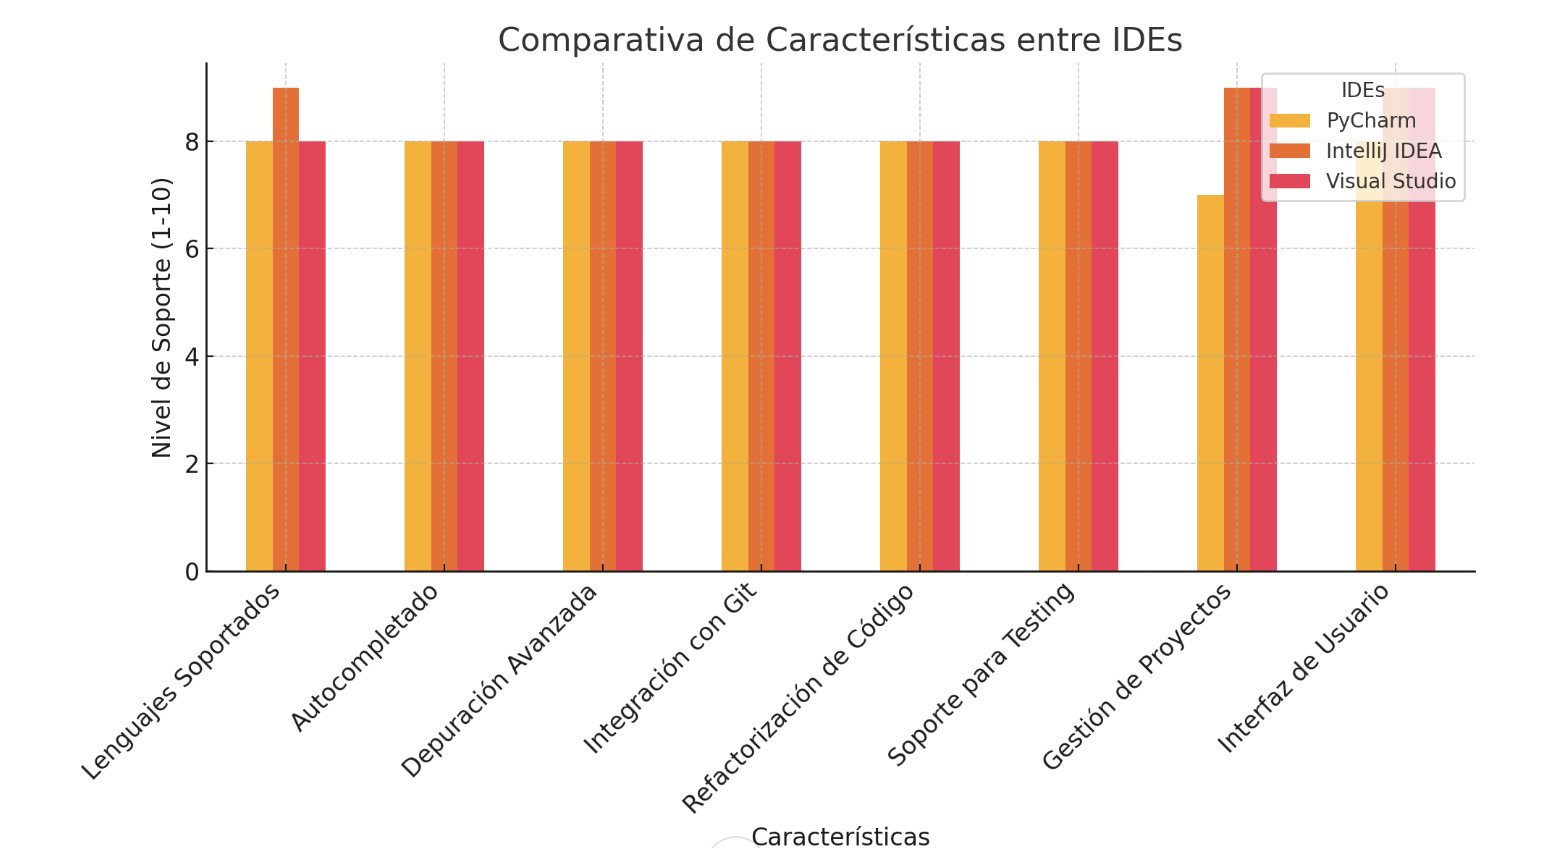 Comparativa de Características entre IDEs
IDEs
PyCharm
IntelliJ IDEA
Visual Studio
Nivel de Soporte (1-10)
8
6
4
2
0
Lenguajes Soportados
Autocompletado
Depuración Avanzada
Integración con Git
Refactorización de Código
Soporte para Testing
Gestión de Proyectos
Interfaz de Usuario
Características